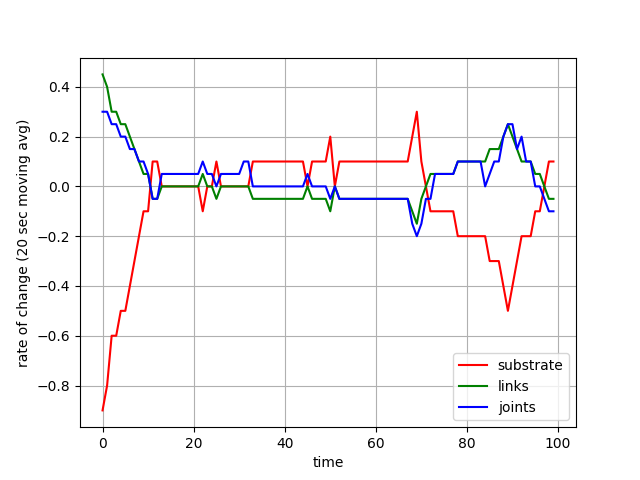 rate of change (20 sec moving avg)
0.4
0.2
0.0
−0.2
−0.4
−0.6
−0.8
substrate
links
joints
0 20 40 60 80 100
time